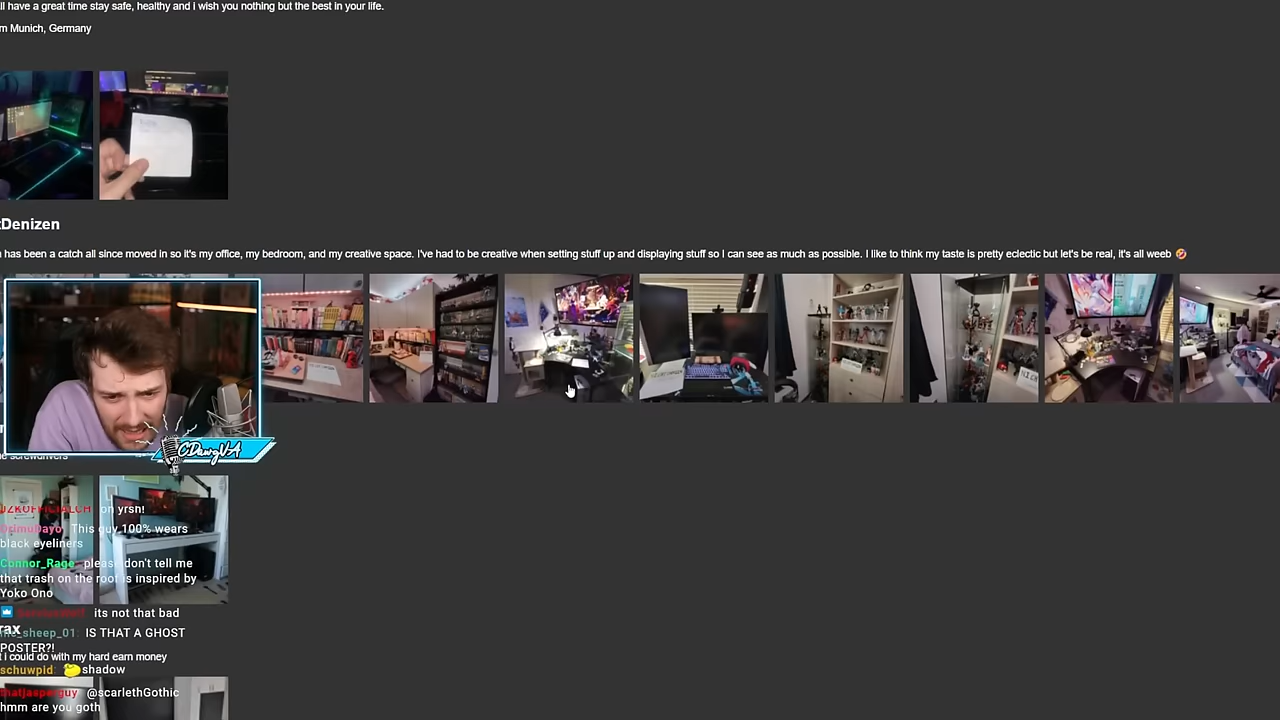 ll have a great time stay safe, healthy and i wish you nothing but the best in your life.
m Munich, Germany
Denizen
has been a catch all since moved in so it's my office, my bedroom, and my creative space. I've had to be creative when setting stuff up and displaying stuff so I can see as much as possible. I like to think my taste is pretty eclectic but let's be real, it's all weeb 🤣
CDawgVA
screwdrivers
on yrsn!
This guy 100% wears
black eyeliners
Connor_Rage: please don't tell me
that trash on the roof is inspired by
Yoko Ono
its not that bad
rax
sheep_01: IS THAT A GHOST
POSTER?!
t i could do with my hard earn money
schuwpid: shadow
thatjasperguy @scarlethGothic
hmm are you goth